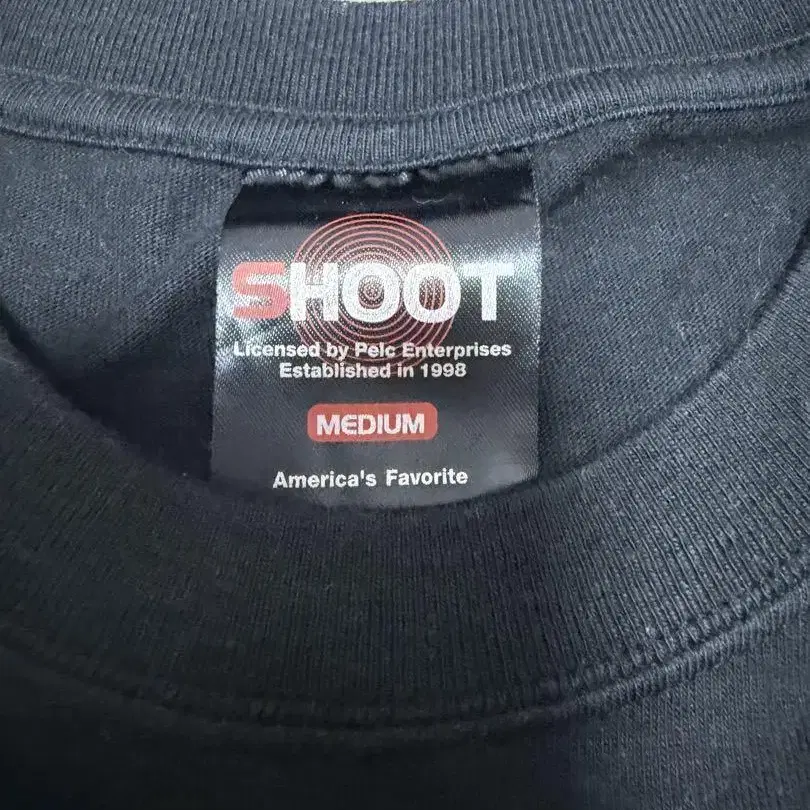 SHOOT
Licensed by Pelc Enterprises
Established in 1998
MEDIUM
America's Favorite